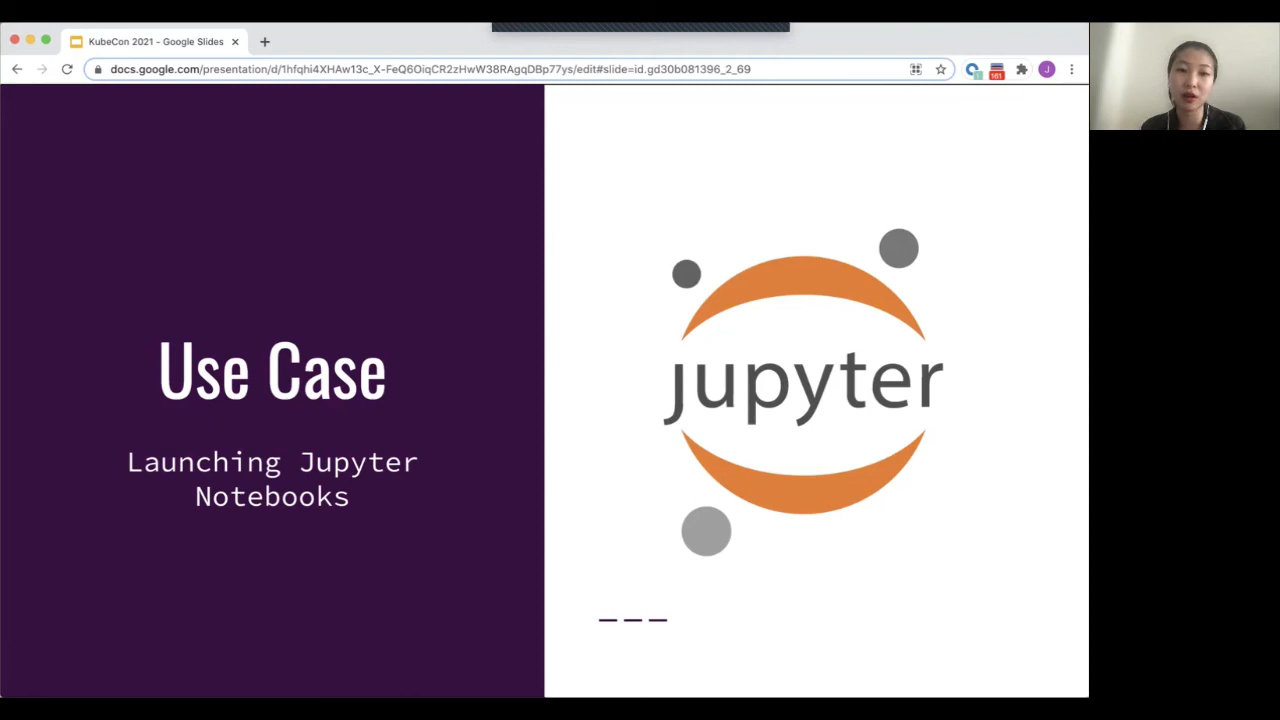 KubeCon 2021 - Google Slides
docs.google.com/presentation/d/1hfqhi4XHAw13c_X-FeQ6OiqCR2zHwW38RAgqDBp77ys/edit#slide=id.gd30b081396_2_69
161
J
Use Case
Launching Jupyter
Notebooks
jupyter